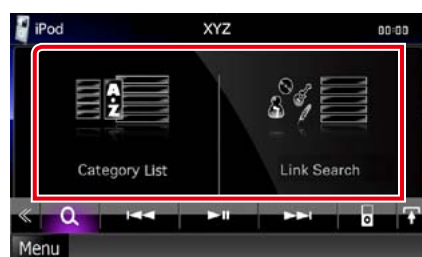 iPod XYZ 00:00
A
Z
Category List Link Search
Menu